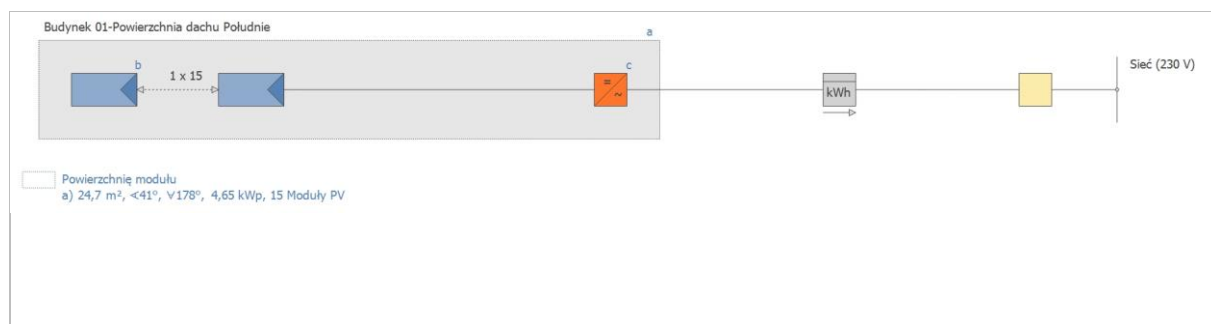 Budynek 01-Powierzchnia dachu Południe
a
b
1 x 15
c
=
~
kWh
Sieć (230 V)
Powierzchnię modułu
a) 24,7 m², ∢41°, ∨178°, 4,65 kWp, 15 Moduły PV